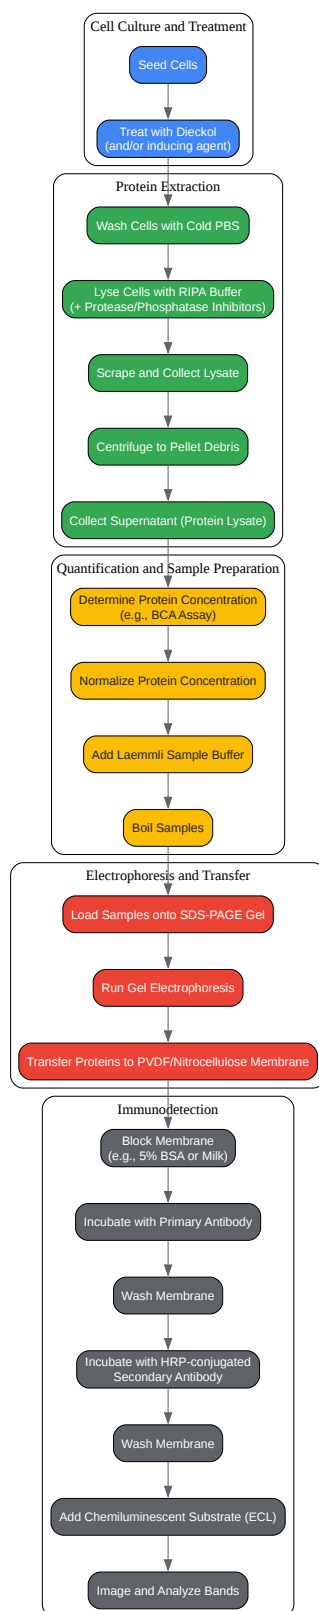 Cell Culture and Treatment
Seed Cells
Treat with Dieckol
(and/or inducing agent)
Protein Extraction
Wash Cells with Cold PBS
Lyse Cells with RIPA Buffer
(+ Protease/Phosphatase Inhibitors)
Scrape and Collect Lysate
Centrifuge to Pellet Debris
Collect Supernatant (Protein Lysate)
Quantification and Sample Preparation
Determine Protein Concentration
(e.g., BCA Assay)
Normalize Protein Concentration
Add Laemmli Sample Buffer
Boil Samples
Electrophoresis and Transfer
Load Samples onto SDS-PAGE Gel
Run Gel Electrophoresis
Transfer Proteins to PVDF/Nitrocellulose Membrane
Immunodetection
Block Membrane
(e.g., 5% BSA or Milk)
Incubate with Primary Antibody
Wash Membrane
Incubate with HRP-conjugated
Secondary Antibody
Wash Membrane
Add Chemiluminescent Substrate (ECL)
Image and Analyze Bands